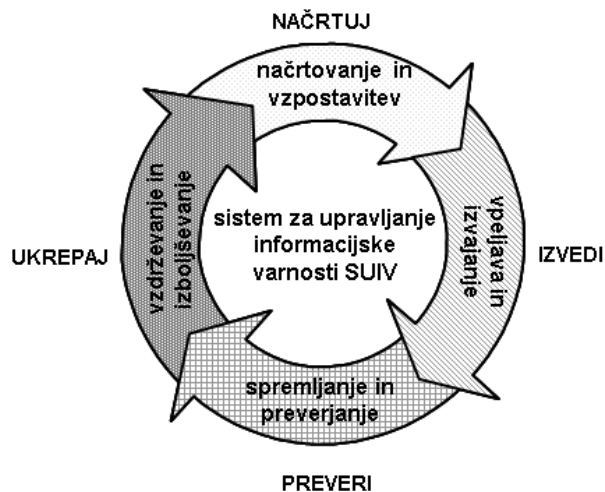 NAČRTUJ
načrtovanje in
vzpostavitev
vpeljava in
izvajanje
IZVEDI
spremljanje in
preverjanje
PREVERI
vzdrževanje in
izboljševanje
UKREPAJ
sistem za upravljanje
informacijske
varnosti SUIV